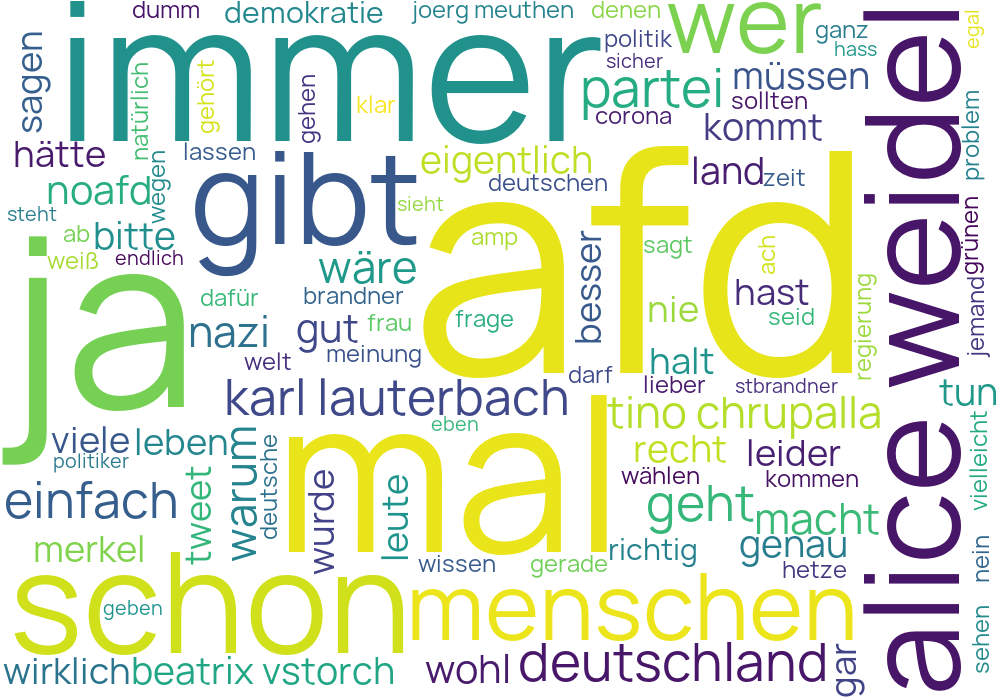 dumm
demokratie
joerg meuthen
denen
wer
ganz
hass
egal
sagen
immer
politik
sicher
partei
müssen
sollten
corona
kommt
natürlich
gehört
gehen
klar
problem
hätte
lassen
eigentlich
deutschen
land
zeit
noafd
wegen
gibt
sieht
afd
alice weidel
steht
ab
bitte
weiß
endlich
amp
sagt
ach
grünen
jemand
ja
wäre
besser
dafür
brandner
nie
hast
seid
regierung
nazi
gut
frau
frage
meinung
welt
halt
darf
lieber
stbrandner
karl lauterbach
tun
tino chrupalla
eben
viele
leben
politiker
warum
deutsche
mal
recht
leider
wählen
kommen
vielleicht
einfach
tweet
wurde
leute
geht
macht
merkel
wissen
gerade
richtig
genau
hetze
nein
schon
geben
menschen
sehen
wirklich
beatrix vstorch
wohl
deutschland
gar